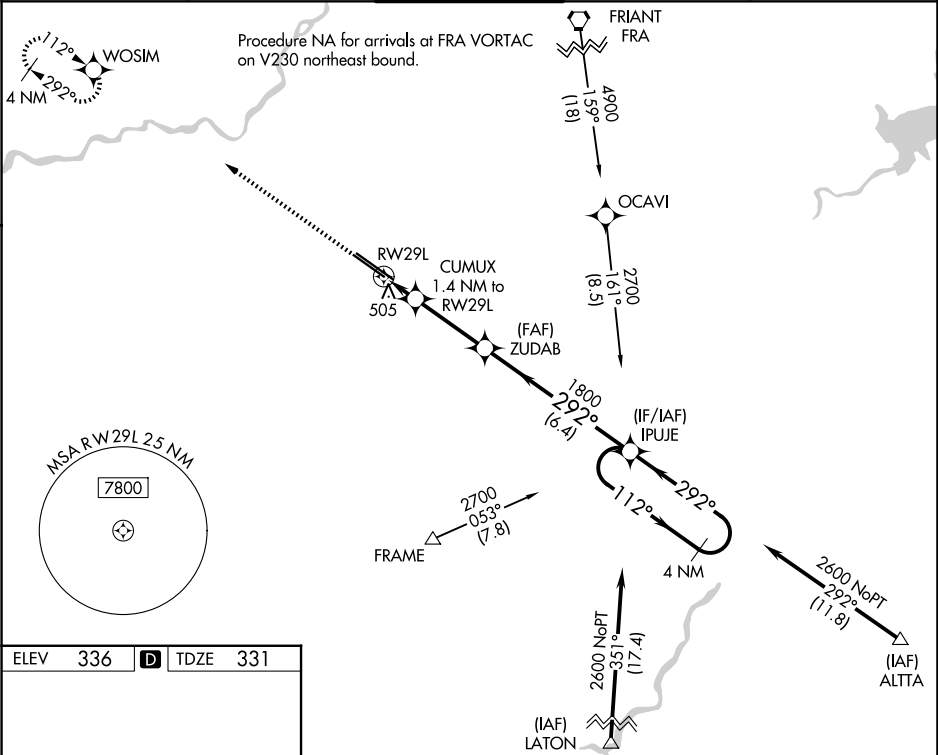 112°
WOSIM
292°
4 NM
Procedure NA for arrivals at FRA VORTAC
on V230 northeast bound.
FRIANT
FRA
4900
159°
(18)
OCAVI
2700
161°
(8.5)
RW29L
505
CUMUX
1.4 NM to
RW29L
(FAF)
ZUDAB
1800
292°
(6.4)
(IF/IAF)
IPUJE
292°
112°
4 NM
MSA RW29L 25 NM
7800
2700
053°
(7.8)
FRAME
2600 NoPT
351°
(17.4)
(IAF)
LATON
2600 NoPT
292°
(11.8)
(IAF)
ALTTA
ELEV 336 D TDZE 331